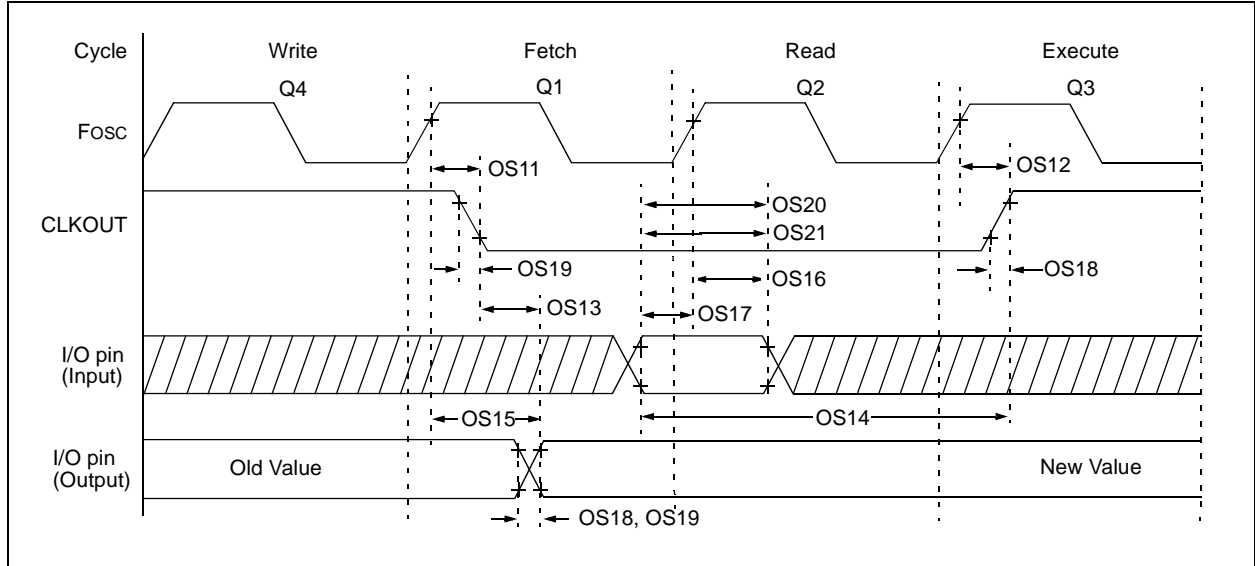 Cycle Write Fetch Read Execute
Q4 Q1 Q2 Q3
FOSC
OS11 OS12
OS20
CLKOUT
OS21
OS19 OS18
OS16
OS13 OS17
I/O pin
(Input)
OS15 OS14
I/O pin
(Output)
Old Value New Value
OS18, OS19